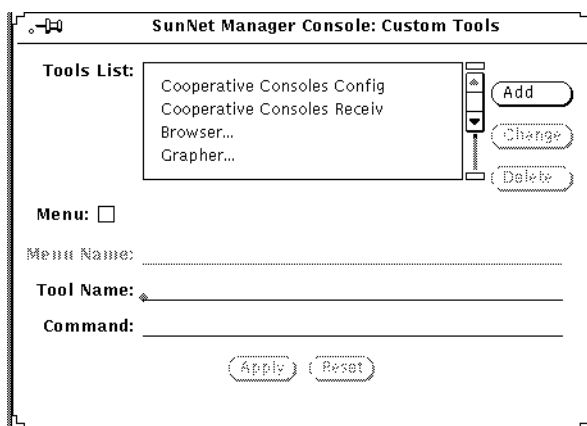 SunNet Manager Console: Custom Tools
Tools List:
Cooperative Consoles Config
Cooperative Consoles Receiv
Browser...
Grapher...
Add
Change
Delete
Menu:
Menu Name:
Tool Name:
Command:
Apply Reset